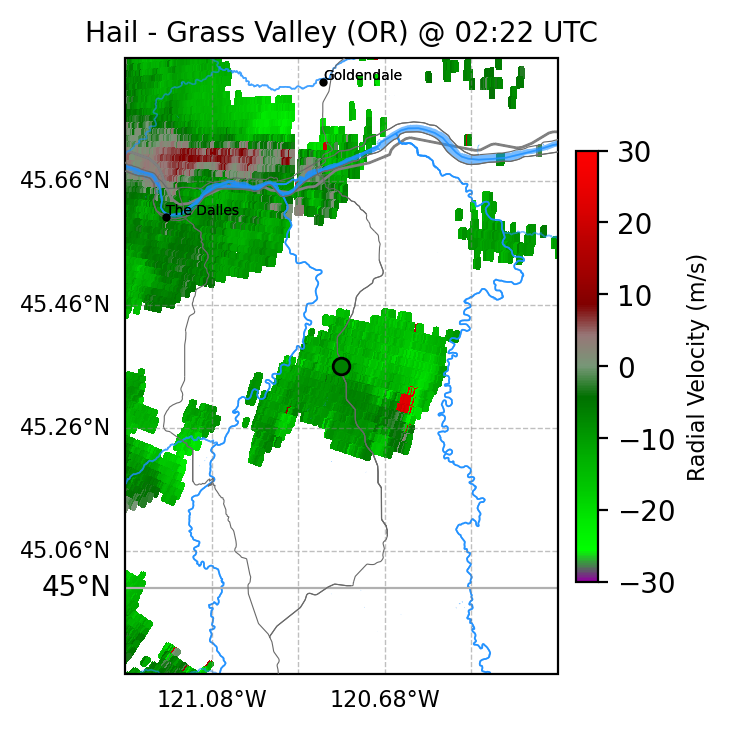 Hail - Grass Valley (OR) @ 02:22 UTC
Goldendale
The Dalles
45.66°N
45.46°N
45.26°N
45.06°N
45°N
121.08°W
120.68°W
30
20
10
0
−10
−20
−30
Radial Velocity (m/s)